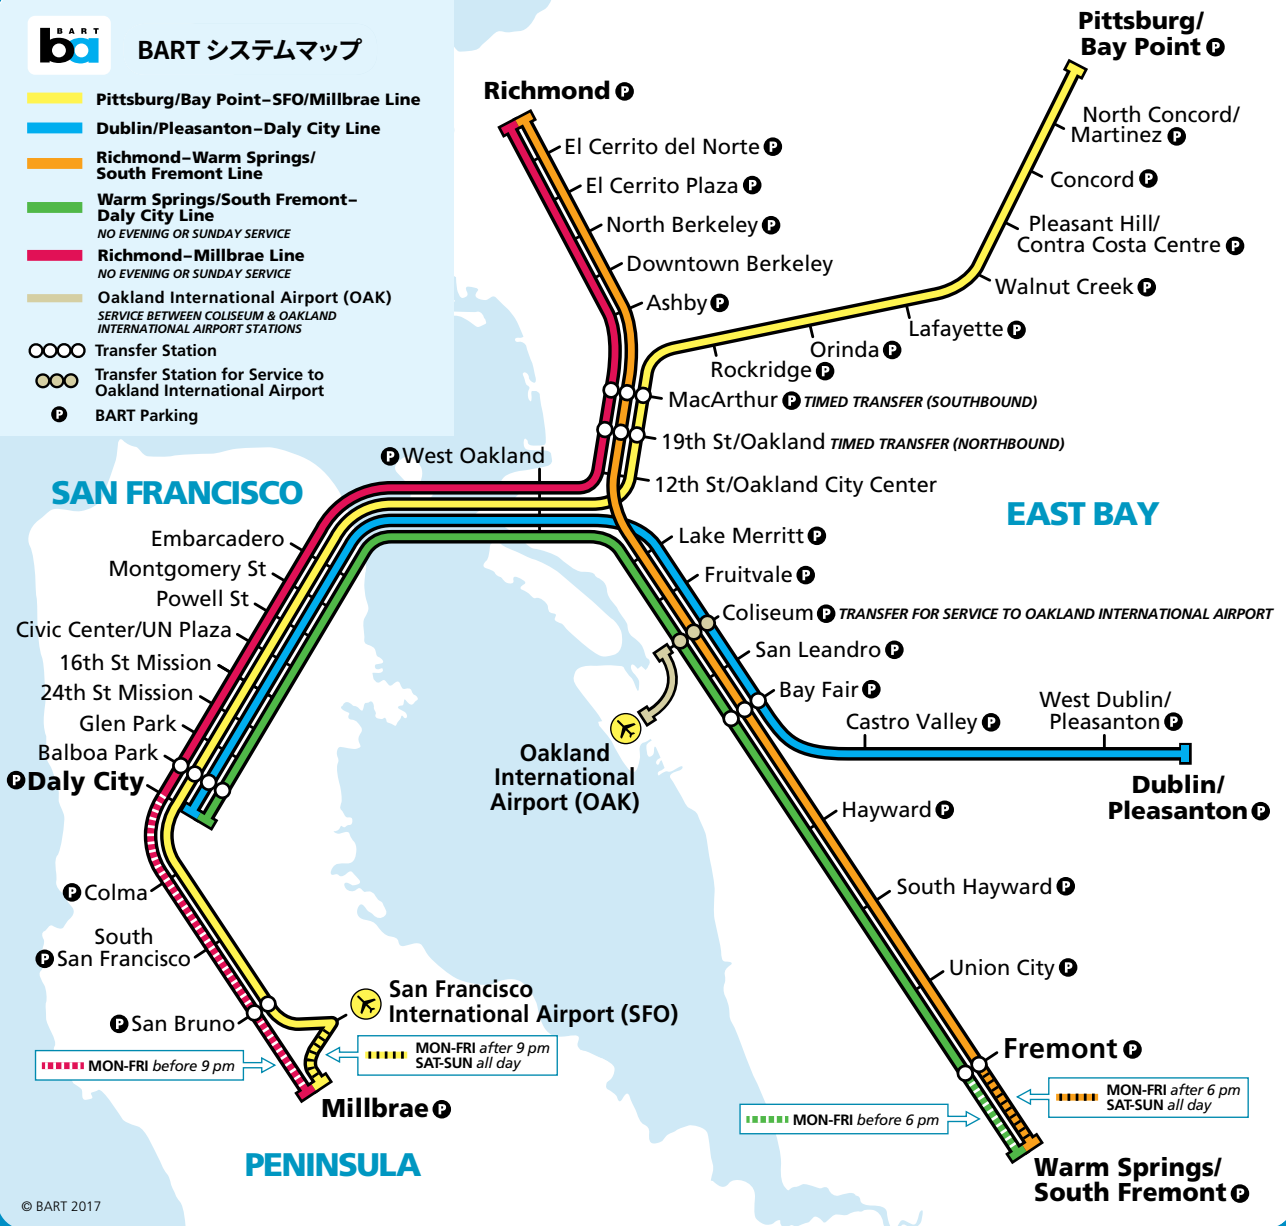 BART
ba
BART システムマップ
Pittsburg/Bay Point–SFO/Millbrae Line
Dublin/Pleasanton–Daly City Line
Richmond–Warm Springs/
South Fremont Line
Warm Springs/South Fremont–
Daly City Line
NO EVENING OR SUNDAY SERVICE
Richmond–Millbrae Line
NO EVENING OR SUNDAY SERVICE
Oakland International Airport (OAK)
SERVICE BETWEEN COLISEUM & OAKLAND
INTERNATIONAL AIRPORT STATIONS
Transfer Station
Transfer Station for Service to
Oakland International Airport
P BART Parking
Pittsburg/
Bay Point P
Richmond P
North Concord/
Martinez P
El Cerrito del Norte P
Concord P
El Cerrito Plaza P
North Berkeley P
Pleasant Hill/
Contra Costa Centre P
Downtown Berkeley
Walnut Creek P
Ashby P
Lafayette P
Orinda P
Rockridge P
MacArthur P TIMED TRANSFER (SOUTHBOUND)
19th St/Oakland TIMED TRANSFER (NORTHBOUND)
P West Oakland
12th St/Oakland City Center
SAN FRANCISCO
EAST BAY
Embarcadero
Lake Merritt P
Montgomery St
Fruitvale P
Powell St
Coliseum P TRANSFER FOR SERVICE TO OAKLAND INTERNATIONAL AIRPORT
Civic Center/UN Plaza
San Leandro P
16th St Mission
24th St Mission
Bay Fair P
Glen Park
Castro Valley P
West Dublin/
Pleasanton P
Balboa Park
P Daly City
Oakland
International
Airport (OAK)
Dublin/
Pleasanton P
Hayward P
P Colma
South Hayward P
South
P San Francisco
Union City P
San Francisco
International Airport (SFO)
P San Bruno
MON-FRI before 9 pm
MON-FRI after 9 pm
SAT-SUN all day
Fremont P
Millbrae P
MON-FRI before 6 pm
MON-FRI after 6 pm
SAT-SUN all day
PENINSULA
Warm Springs/
South Fremont P
© BART 2017